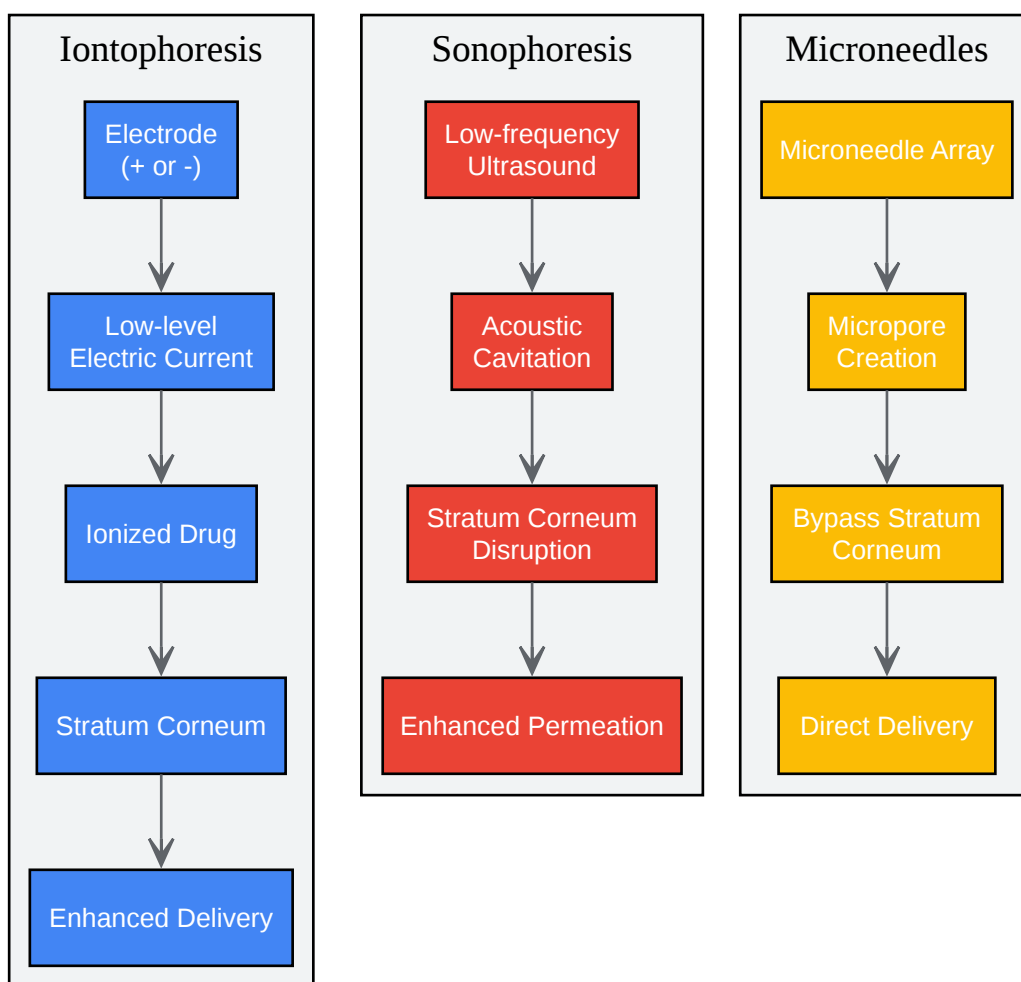 Iontophoresis
Electrode
(+ or -)
Low-level
Electric Current
Ionized Drug
Stratum Corneum
Enhanced Delivery
Sonophoresis
Low-frequency
Ultrasound
Acoustic
Cavitation
Stratum Corneum
Disruption
Enhanced Permeation
Microneedles
Microneedle Array
Micropore
Creation
Bypass Stratum
Corneum
Direct Delivery